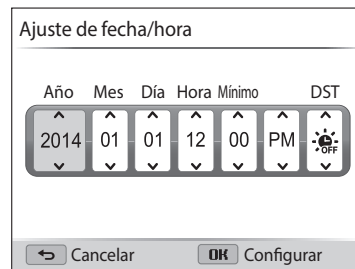 Ajuste de fecha/hora
Año Mes Día Hora Mínimo DST
2014 01 01 12 00 PM OFF
Cancelar OK Configurar